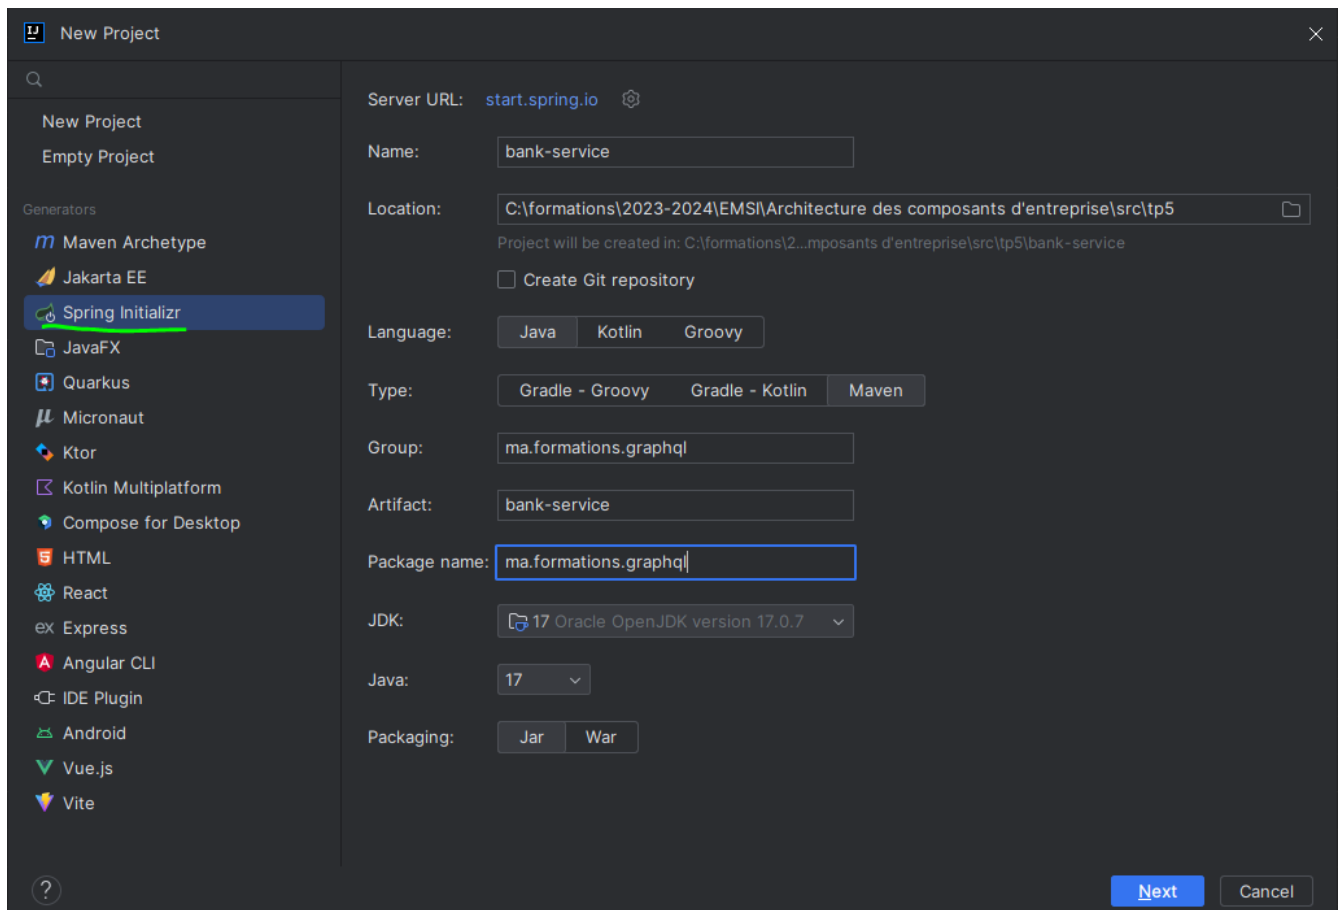 New Project
New Project
Empty Project
Generators
Maven Archetype
Jakarta EE
Spring Initializr
JavaFX
Quarkus
Micronaut
Ktor
Kotlin Multiplatform
Compose for Desktop
HTML
React
ex Express
Angular CLI
IDE Plugin
Android
Vue.js
Vite
Server URL: start.spring.io
Name: bank-service
Location: C:\formations\2023-2024\EMSI\Architecture des composants d'entreprise\src\tp5
Project will be created in: C:\formations\2...mposants d'entreprise\src\tp5\bank-service
Create Git repository
Language: Java Kotlin Groovy
Type: Gradle - Groovy Gradle - Kotlin Maven
Group: ma.formations.graphql
Artifact: bank-service
Package name: ma.formations.graphql
JDK: 17 Oracle OpenJDK version 17.0.7
Java: 17
Packaging: Jar War
? Next Cancel